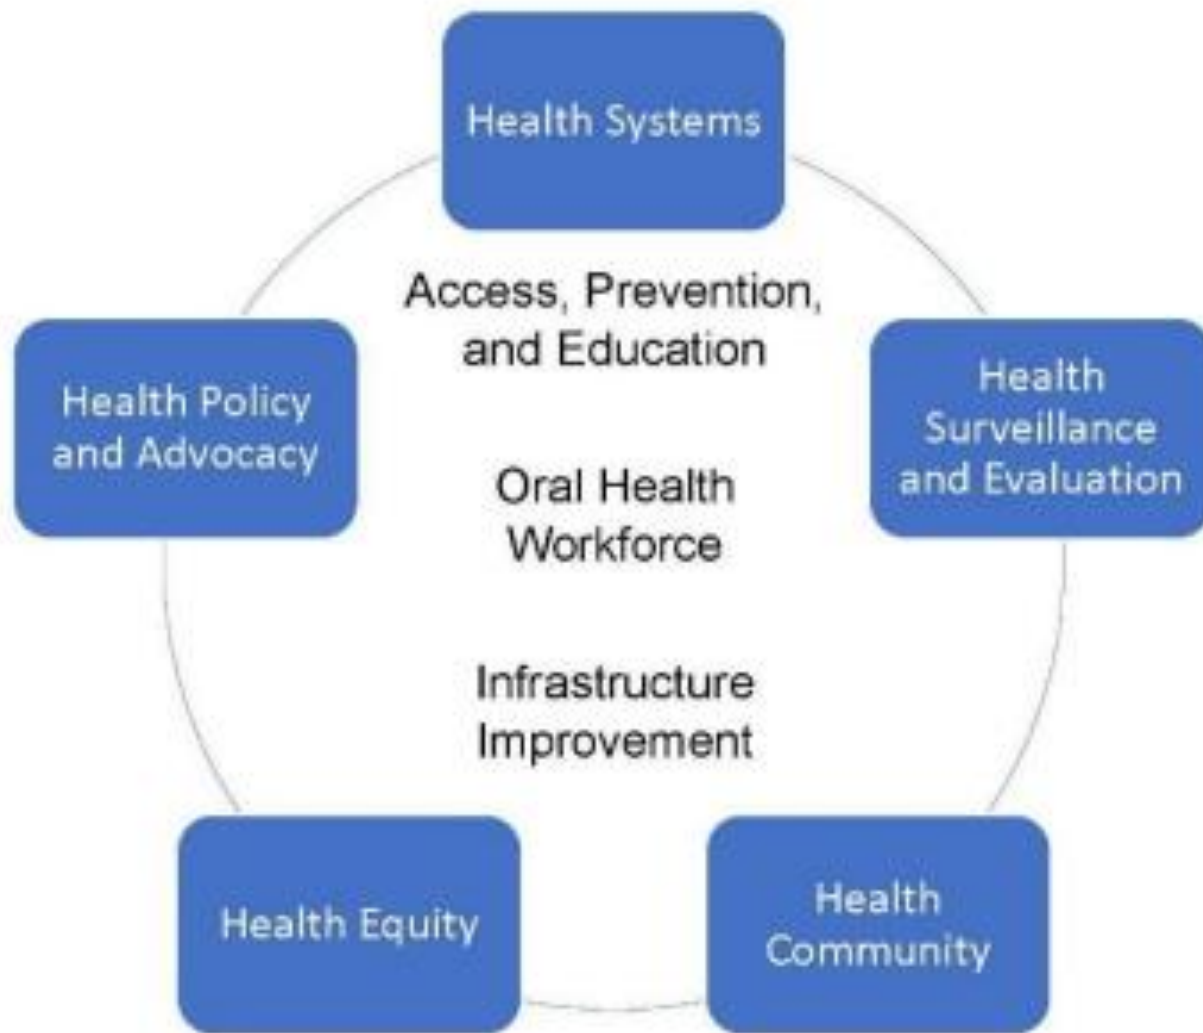 Health Systems
Access, Prevention,
and Education
Health Policy
and Advocacy
Health
Surveillance
and Evaluation
Oral Health
Workforce
Infrastructure
Improvement
Health Equity
Health
Community